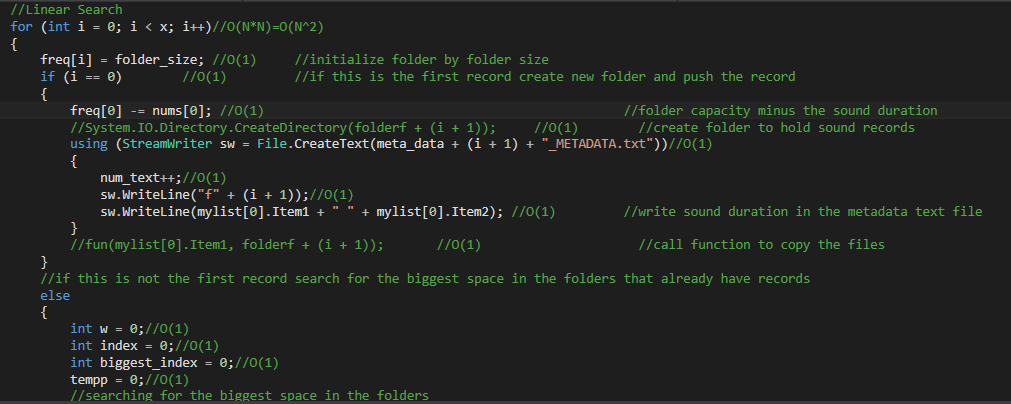 //Linear Search
for (int i = 0; i < x; i++)//O(N*N)=O(N^2)
{
freq[i] = folder_size; //O(1) //initialize folder by folder size
if (i == 0) //O(1) //if this is the first record create new folder and push the record
{
freq[0] -= nums[0]; //O(1) //folder capacity minus the sound duration
//System.IO.Directory.CreateDirectory(folderf + (i + 1)); //O(1) //create folder to hold sound records
using (StreamWriter sw = File.CreateText(meta_data + (i + 1) + "_METADATA.txt"))//O(1)
{
num_text++;//O(1)
sw.WriteLine("f" + (i + 1));//O(1)
sw.WriteLine(mylist[0].Item1 + " " + mylist[0].Item2); //O(1) //write sound duration in the metadata text file
}
//fun(mylist[0].Item1, folderf + (i + 1)); //O(1) //call function to copy the files
}
//if this is not the first record search for the biggest space in the folders that already have records
else
{
int w = 0;//O(1)
int index = 0;//O(1)
int biggest_index = 0;//O(1)
tempp = 0;//O(1)
//searching for the biggest space in the folders